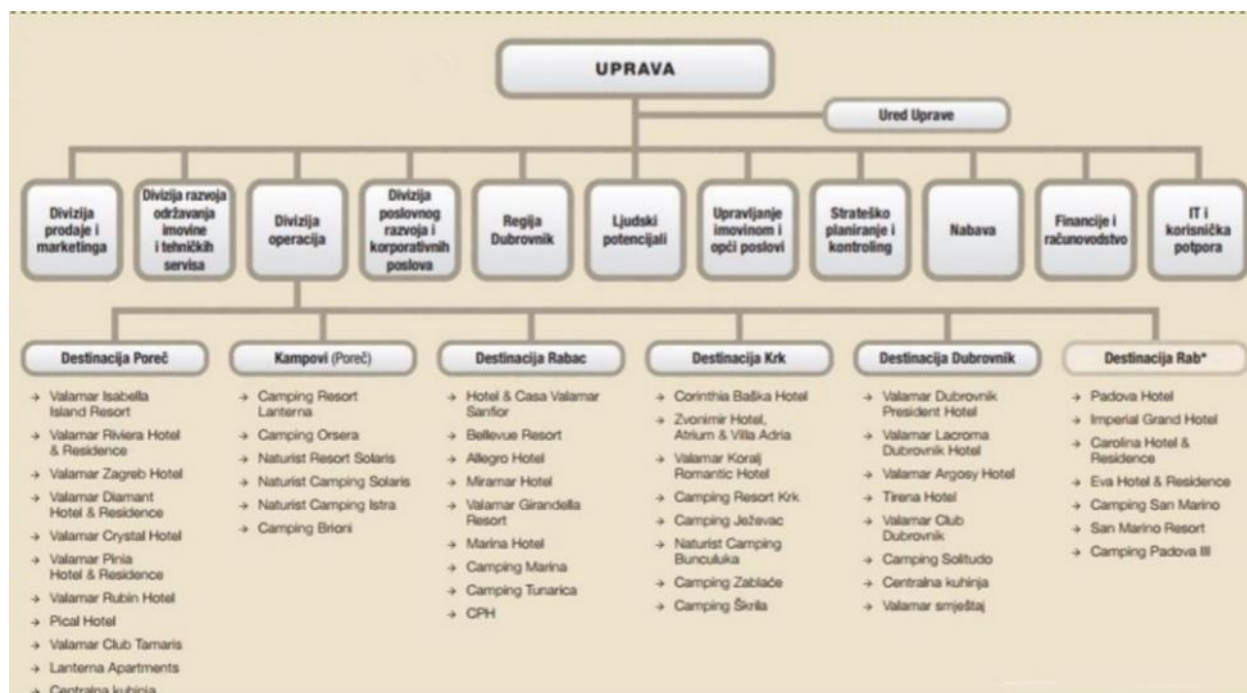 UPRAVA
Ured Uprave
Divizija
prodaje i
marketinga
Divizija razvoja
održavanja
imovine
i tehničkih
servisa
Divizija
operacija
Divizija
poslovnog
razvoja i
korporativnih
poslova
Regija
Dubrovnik
Ljudski
potencijali
Upravljanje
imovinom i
opći poslovi
Strateško
planiranje i
kontroling
Nabava
Financije i
računovodstvo
IT i
korisnička
potpora
Destinacija Poreč
→ Valamar Isabella
Island Resort
→ Valamar Riviera Hotel
& Residence
→ Valamar Zagreb Hotel
→ Valamar Diamant
Hotel & Residence
→ Valamar Crystal Hotel
→ Valamar Pinia
Hotel & Residence
→ Valamar Rubin Hotel
→ Pical Hotel
→ Valamar Club Tamaris
→ Lanterna Apartments
→ Centralna kuhinja
Kampovi (Poreč)
→ Camping Resort
Lanterna
→ Camping Orsera
→ Naturist Resort Solaris
→ Naturist Camping Solaris
→ Naturist Camping Istra
→ Camping Brioni
Destinacija Rabac
→ Hotel & Casa Valamar
Sanfior
→ Bellevue Resort
→ Allegro Hotel
→ Miramar Hotel
→ Valamar Girandella
Resort
→ Marina Hotel
→ Camping Marina
→ Camping Tunarica
→ CPH
Destinacija Krk
→ Corinthia Baška Hotel
→ Zvonimir Hotel,
Atrium & Villa Adria
→ Valamar Koralj
Romantic Hotel
→ Camping Resort Krk
→ Camping Ježevac
→ Naturist Camping
Bunculuka
→ Camping Zablaće
→ Camping Škrila
Destinacija Dubrovnik
→ Valamar Dubrovnik
President Hotel
→ Valamar Lacroma
Dubrovnik Hotel
→ Valamar Argosy Hotel
→ Tirena Hotel
→ Valamar Club
Dubrovnik
→ Camping Solitudo
→ Centralna kuhinja
→ Valamar smještaj
Destinacija Rab*
→ Padova Hotel
→ Imperial Grand Hotel
→ Carolina Hotel &
Residence
→ Eva Hotel & Residence
→ Camping San Marino
→ San Marino Resort
→ Camping Padova III